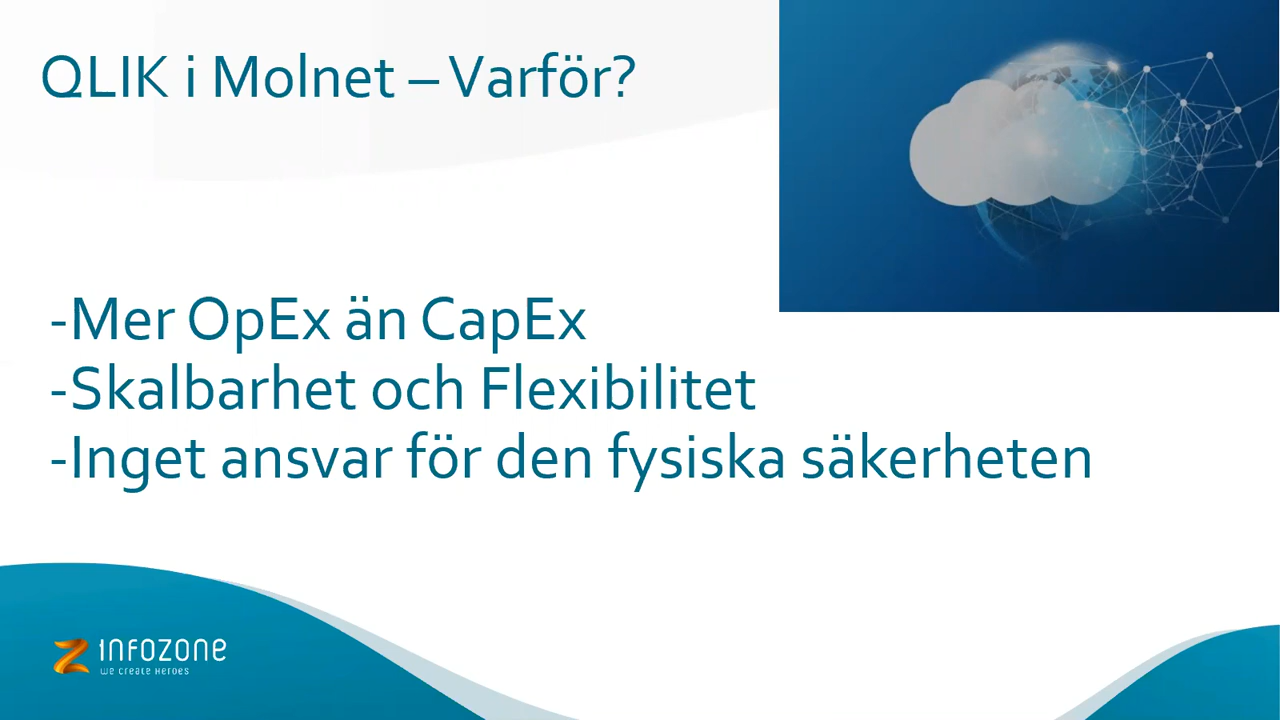 QLIK i Molnet – Varför?
-Mer OpEx än CapEx
-Skalbarhet och Flexibilitet
-Inget ansvar för den fysiska säkerheten
INFOZONE
WE CREATE HEROES